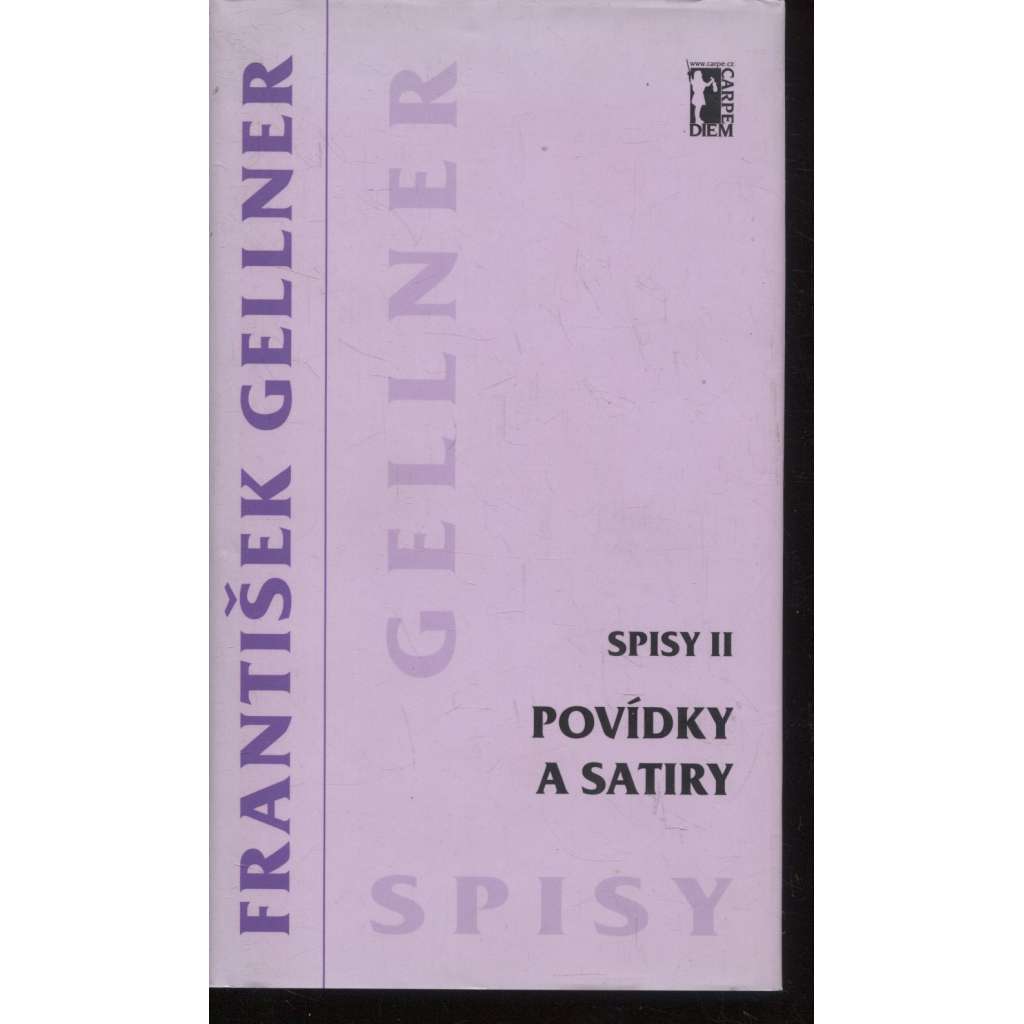 FRANTIŠEK GELLNER
GELLNER
www.carpe.cz
CARPE
DIEM
SPISY II
POVÍDKY
A SATIRY
SPISY